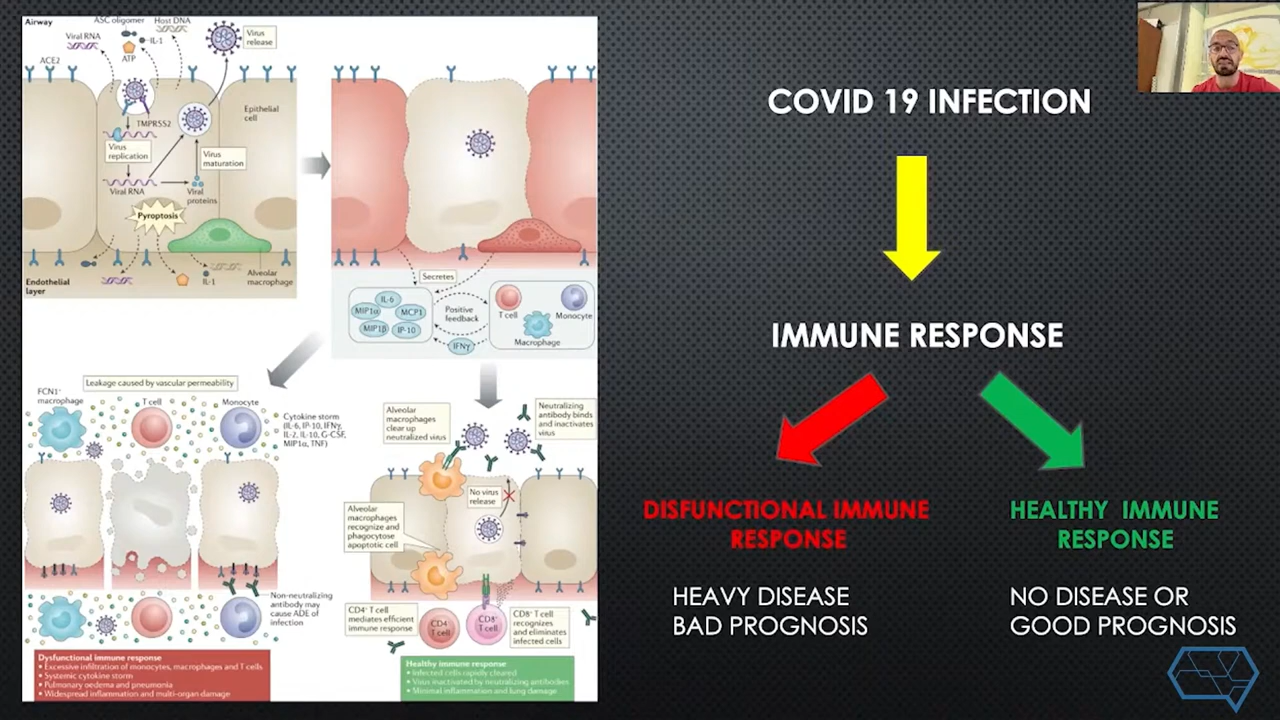 Airway
ASC oligomer
Host DNA
Viral RNA
IL-1
ATP
Virus
release
ACE2
TMPRSS2
Epithelial
cell
Virus
replication
Virus
maturation
Viral RNA
Viral
proteins
Pyroptosis
IL-1
Alveolar
macrophage
Endothelial
layer
Secretes
IL-6
MIP1α
MCP1
MIP1β
IP-10
Positive
feedback
IFNγ
T cell
Monocyte
Macrophage
Leakage caused by vascular permeability
FCN1⁺
macrophage
T cell
Monocyte
Cytokine storm
(IL-6, IP-10, IFNγ,
IL-2, IL-10, G-CSF,
MIP1α, TNF)
Non-neutralizing
antibody may
cause ADE of
infection
Dysfunctional immune response
• Excessive infiltration of monocytes, macrophages and T cells
• Systemic cytokine storm
• Pulmonary oedema and pneumonia
• Widespread inflammation and multi-organ damage
Alveolar
macrophages
clear up
neutralized virus
Neutralizing
antibody binds
and inactivates
virus
No virus
release
Alveolar
macrophages
recognize and
phagocytose
apoptotic cell
CD4⁺ T cell
mediates efficient
immune response
CD4
T cell
CD8⁺
T cell
CD8⁺ T cell
recognizes
and eliminates
infected cells
Healthy immune response
• Infected cells rapidly cleared
• Virus inactivated by neutralizing antibodies
• Minimal inflammation and lung damage
COVID 19 INFECTION
IMMUNE RESPONSE
DISFUNCTIONAL IMMUNE
RESPONSE
HEAVY DISEASE
BAD PROGNOSIS
HEALTHY IMMUNE
RESPONSE
NO DISEASE OR
GOOD PROGNOSIS